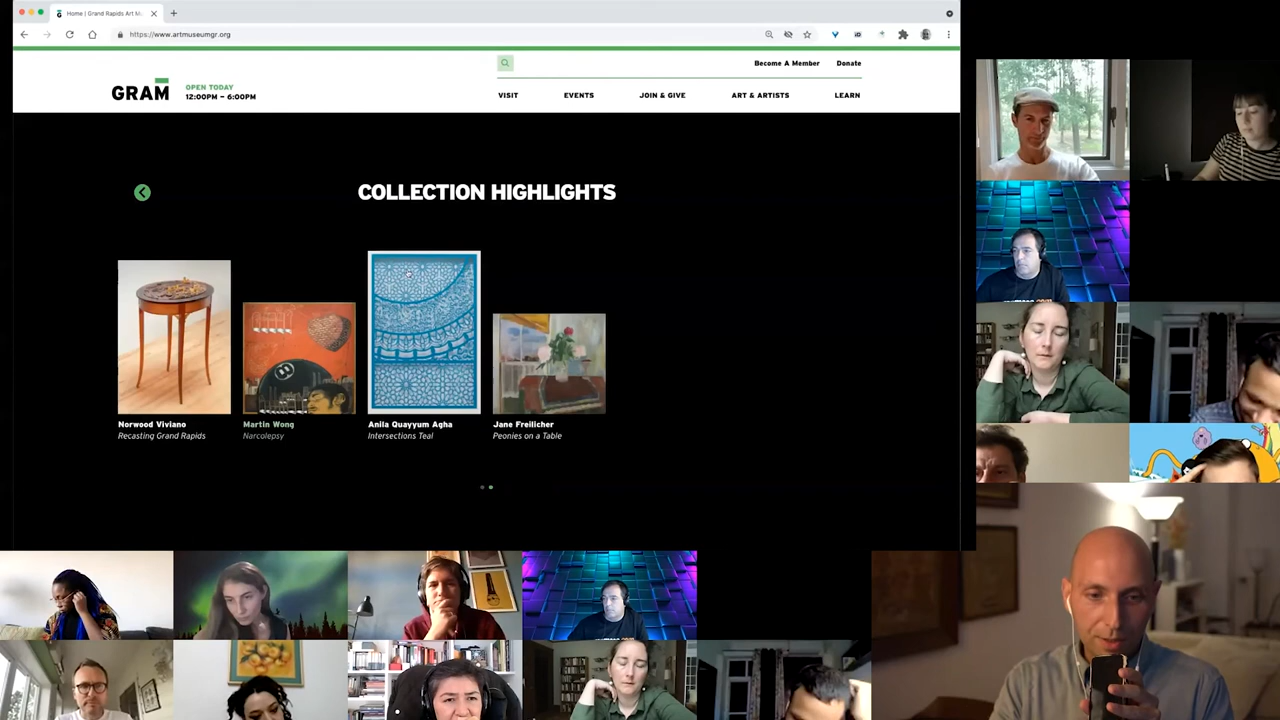 Home | Grand Rapids Art M
https://www.artmuseumgr.org
Become A Member
Donate
GRAM
OPEN TODAY
12:00PM – 6:00PM
VISIT
EVENTS
JOIN & GIVE
ART & ARTISTS
LEARN
COLLECTION HIGHLIGHTS
Norwood Viviano
Recasting Grand Rapids
Martin Wong
Narcolepsy
Anila Quayyum Agha
Intersections Teal
Jane Freilicher
Peonies on a Table